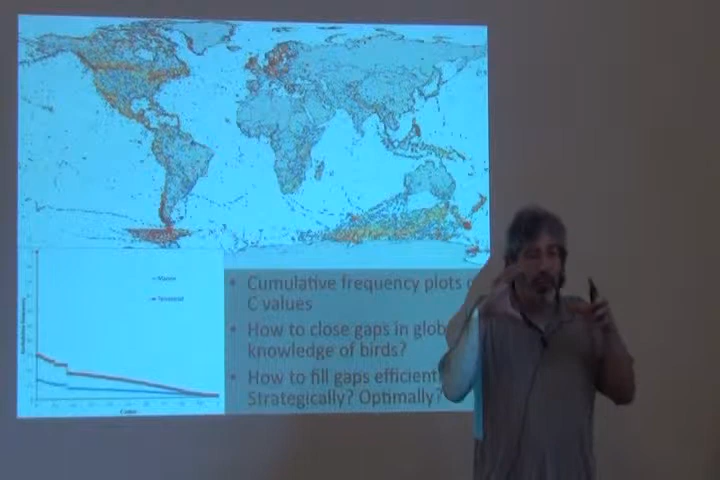 Marine
Terrestrial
• Cumulative frequency plots
C values
• How to close gaps in glob
knowledge of birds?
• How to fill gaps efficient
Strategically? Optimally?